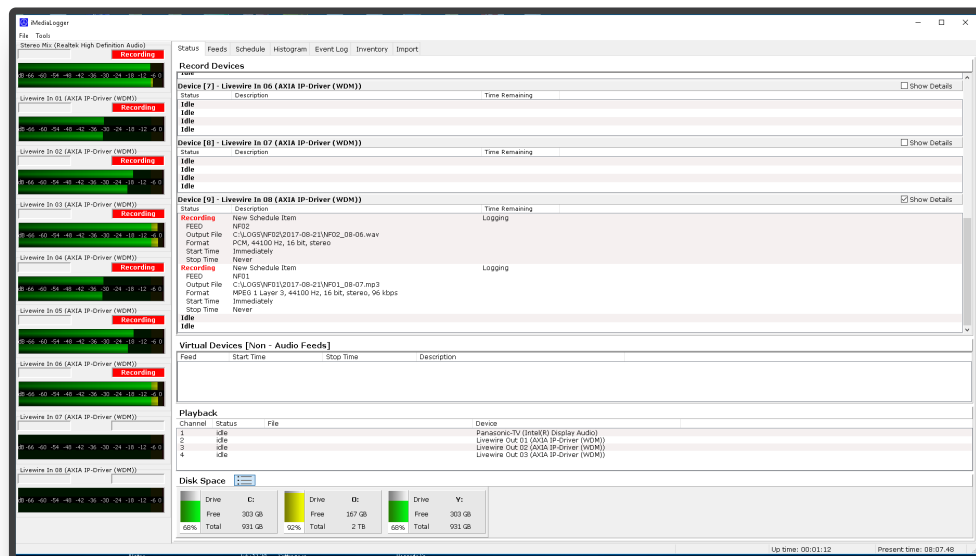 iMediaLogger
File Tools
Stereo Mix (Realtek High Definition Audio)
Recording
dB -66 -60 -54 -48 -42 -36 -30 -24 -18 -12 -6 0
Livewire In 01 (AXIA IP-Driver (WDM))
Recording
dB -66 -60 -54 -48 -42 -36 -30 -24 -18 -12 -6 0
Livewire In 02 (AXIA IP-Driver (WDM))
Recording
dB -66 -60 -54 -48 -42 -36 -30 -24 -18 -12 -6 0
Livewire In 03 (AXIA IP-Driver (WDM))
Recording
dB -66 -60 -54 -48 -42 -36 -30 -24 -18 -12 -6 0
Livewire In 04 (AXIA IP-Driver (WDM))
Recording
dB -66 -60 -54 -48 -42 -36 -30 -24 -18 -12 -6 0
Livewire In 05 (AXIA IP-Driver (WDM))
Recording
dB -66 -60 -54 -48 -42 -36 -30 -24 -18 -12 -6 0
Livewire In 06 (AXIA IP-Driver (WDM))
Recording
dB -66 -60 -54 -48 -42 -36 -30 -24 -18 -12 -6 0
Livewire In 07 (AXIA IP-Driver (WDM))
dB -66 -60 -54 -48 -42 -36 -30 -24 -18 -12 -6 0
Livewire In 08 (AXIA IP-Driver (WDM))
dB -66 -60 -54 -48 -42 -36 -30 -24 -18 -12 -6 0
Status Feeds Schedule Histogram Event Log Inventory Import
Record Devices
Device [7] - Livewire In 06 (AXIA IP-Driver (WDM)) Show Details
Status Description Time Remaining
Idle
Idle
Idle
Idle
Device [8] - Livewire In 07 (AXIA IP-Driver (WDM)) Show Details
Status Description Time Remaining
Idle
Idle
Idle
Idle
Device [9] - Livewire In 08 (AXIA IP-Driver (WDM)) Show Details
Status Description Time Remaining
Recording New Schedule Item Logging
FEED NF02
Output File C:\LOGS\NF02\2017-08-21\NF02_08-06.wav
Format PCM, 44100 Hz, 16 bit, stereo
Start Time Immediately
Stop Time Never
Recording New Schedule Item Logging
FEED NF01
Output File C:\LOGS\NF01\2017-08-21\NF01_08-07.mp3
Format MPEG 1 Layer 3, 44100 Hz, 16 bit, stereo, 96 kbps
Start Time Immediately
Stop Time Never
Idle
Idle
Virtual Devices [Non - Audio Feeds]
Feed Start Time Stop Time Description
Playback
Channel Status File Device
1 idle Panasonic-TV (Intel(R) Display Audio)
2 idle Livewire Out 01 (AXIA IP-Driver (WDM))
3 idle Livewire Out 02 (AXIA IP-Driver (WDM))
4 idle Livewire Out 03 (AXIA IP-Driver (WDM))
Disk Space
Drive C: Drive D: Drive Y:
Free 303 GB Free 167 GB Free 303 GB
68% Total 931 GB 92% Total 2 TB 68% Total 931 GB
Up time: 00:01:12 Present time: 08:07.48